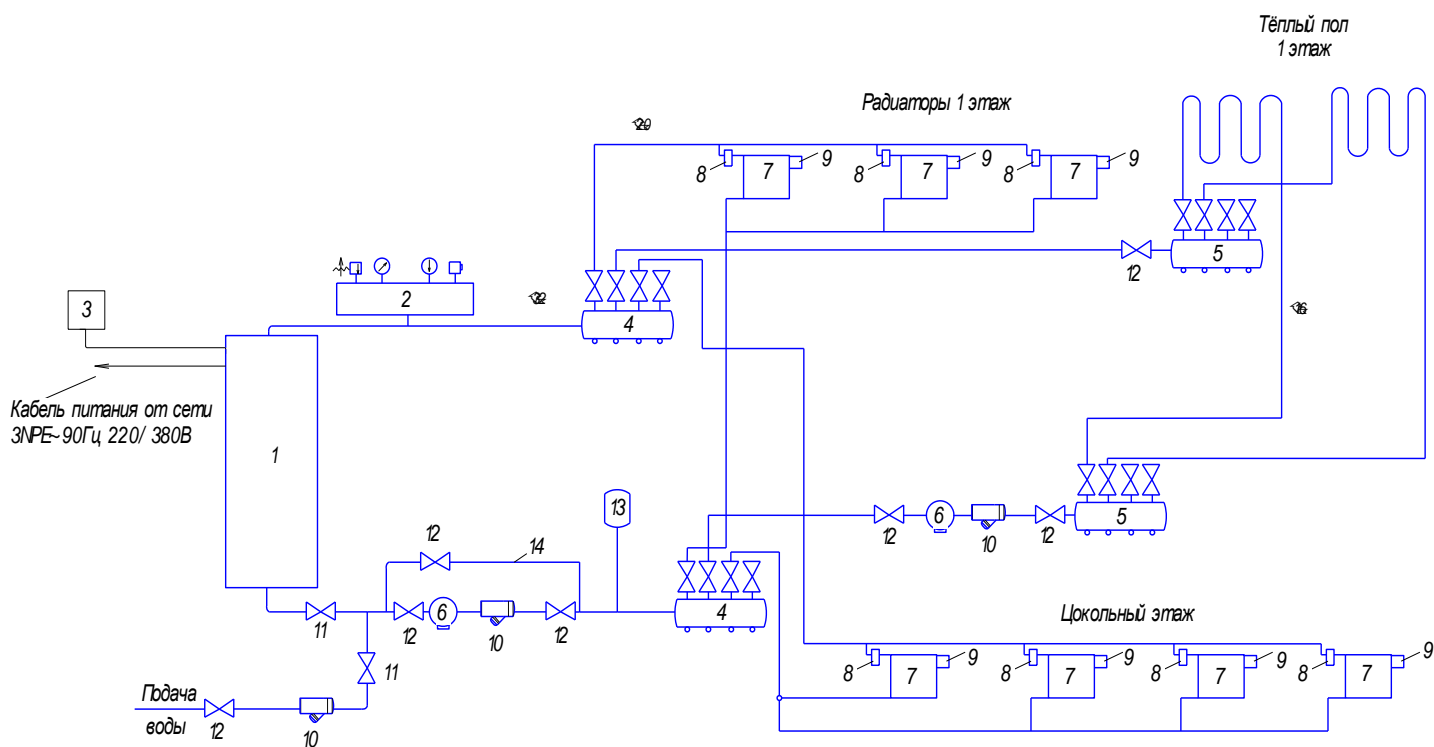 Тёплый пол
1 этаж
Радиаторы 1 этаж
8 7 9 8 7 9 8 7 9
12 5
3 2 4
Кабель питания от сети
3NPE~90Гц 220/ 380В
1
13 12 6 10 12 5
12 14
11 12 6 10 12 4
Цокольный этаж
11
8 7 9 8 7 9 8 7 9 8 7 9
Подача
воды
12 10